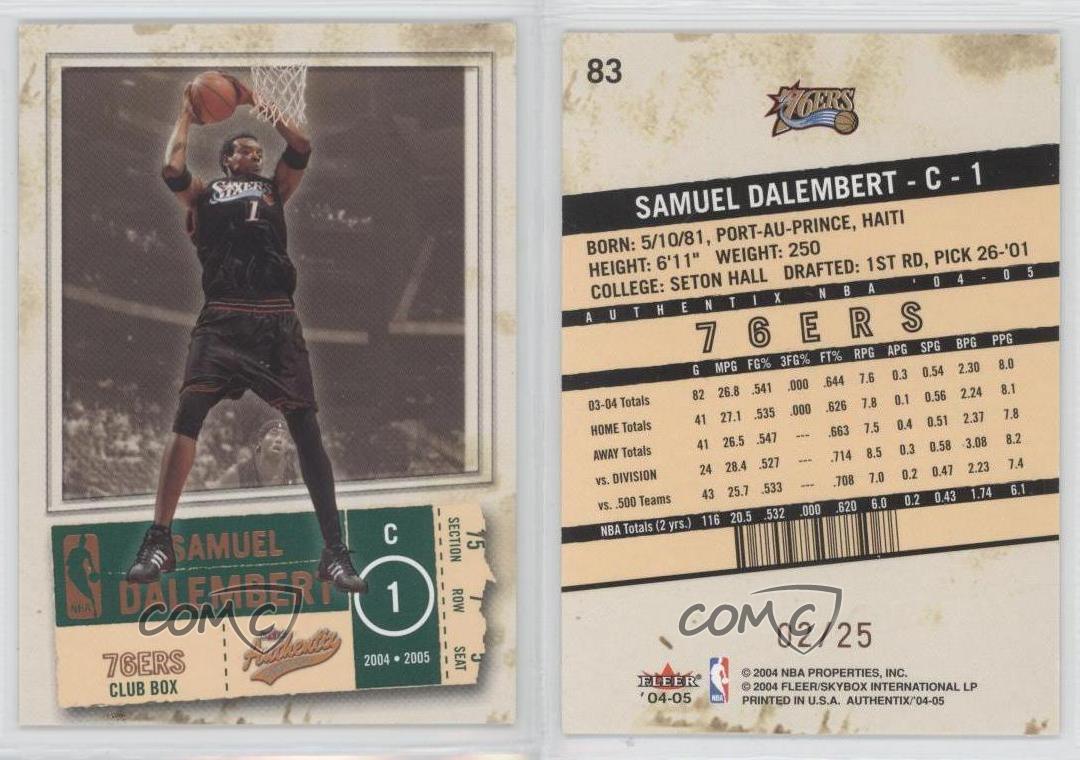 SIXERS
1
SAMUEL
DALEMBERT
NBA
C
1
2004 • 2005
SECTION ROW SEAT
75 7
76ERS
CLUB BOX
Fleer
Authentix
COMC
83
76ERS
SAMUEL DALEMBERT - C - 1
BORN: 5/10/81, PORT-AU-PRINCE, HAITI
HEIGHT: 6'11" WEIGHT: 250
COLLEGE: SETON HALL DRAFTED: 1ST RD, PICK 26-'01
AUTHENTIX NBA '04-05
76ERS
G MPG FG% 3FG% FT% RPG APG SPG BPG PPG
03-04 Totals 82 26.8 .541 .000 .644 7.6 0.3 0.54 2.30 8.0
HOME Totals 41 27.1 .535 .000 .626 7.8 0.1 0.56 2.24 8.1
AWAY Totals 41 26.5 .547 --- .663 7.5 0.4 0.51 2.37 7.8
vs. DIVISION 24 28.4 .527 --- .714 8.5 0.3 0.58 3.08 8.2
vs. .500 Teams 43 25.7 .533 --- .708 7.0 0.2 0.47 2.23 7.4
NBA Totals (2 yrs.) 116 20.5 .532 .000 .620 6.0 0.2 0.43 1.74 6.1
COMC
02/25
FLEER
'04-05
© 2004 NBA PROPERTIES, INC.
© 2004 FLEER/SKYBOX INTERNATIONAL LP
PRINTED IN U.S.A. AUTHENTIX/'04-05